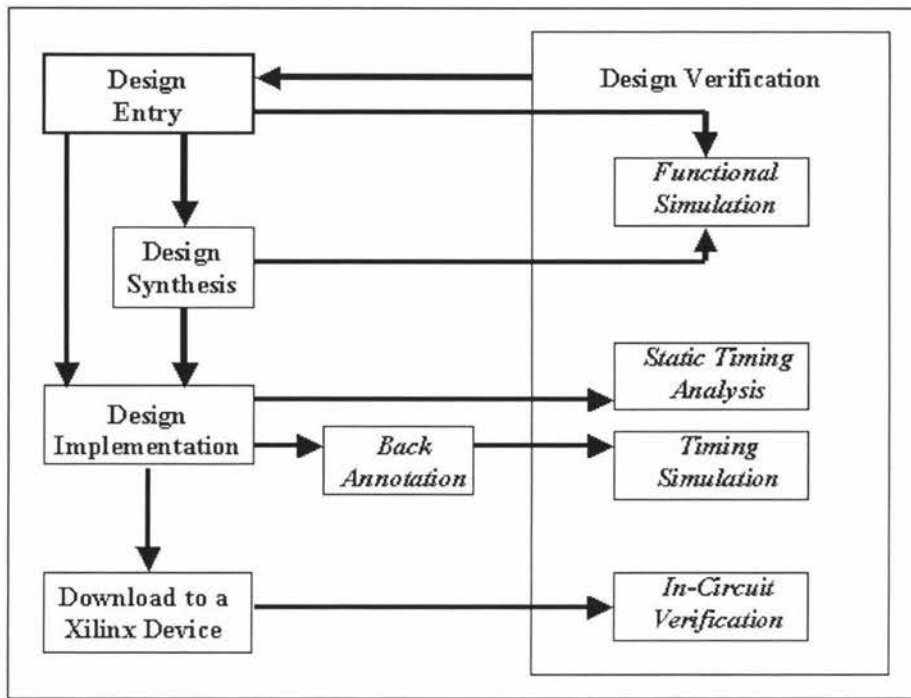 Design
Entry
Design Verification
Functional
Simulation
Design
Synthesis
Static Timing
Analysis
Design
Implementation
Back
Annotation
Timing
Simulation
Download to a
Xilinx Device
In-Circuit
Verification